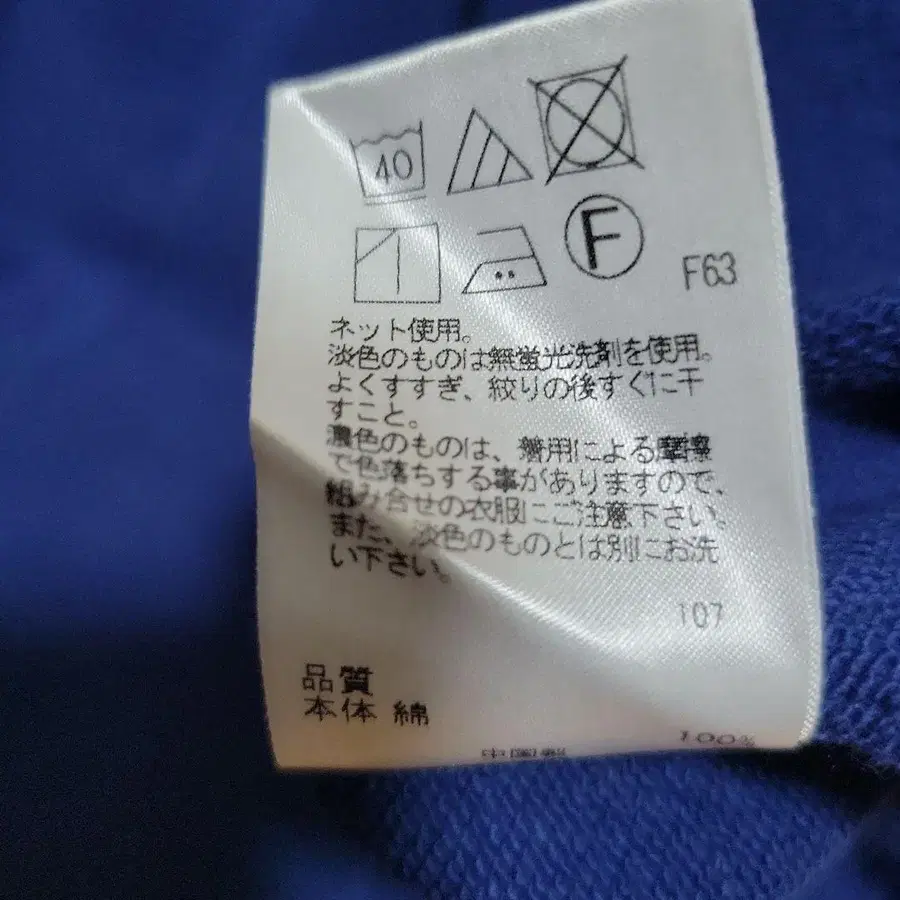 40
F
F63
ネット使用。
淡色のものは無蛍光洗剤を使用。
よくすすぎ、絞りの後すぐに干
すこと。
濃色のものは、着用による摩擦
で色落ちする事がありますので、
組み合せの衣服にご注意下さい。
また、淡色のものとは別にお洗
い下さい。
107
品質
本体 綿 100%
中国製